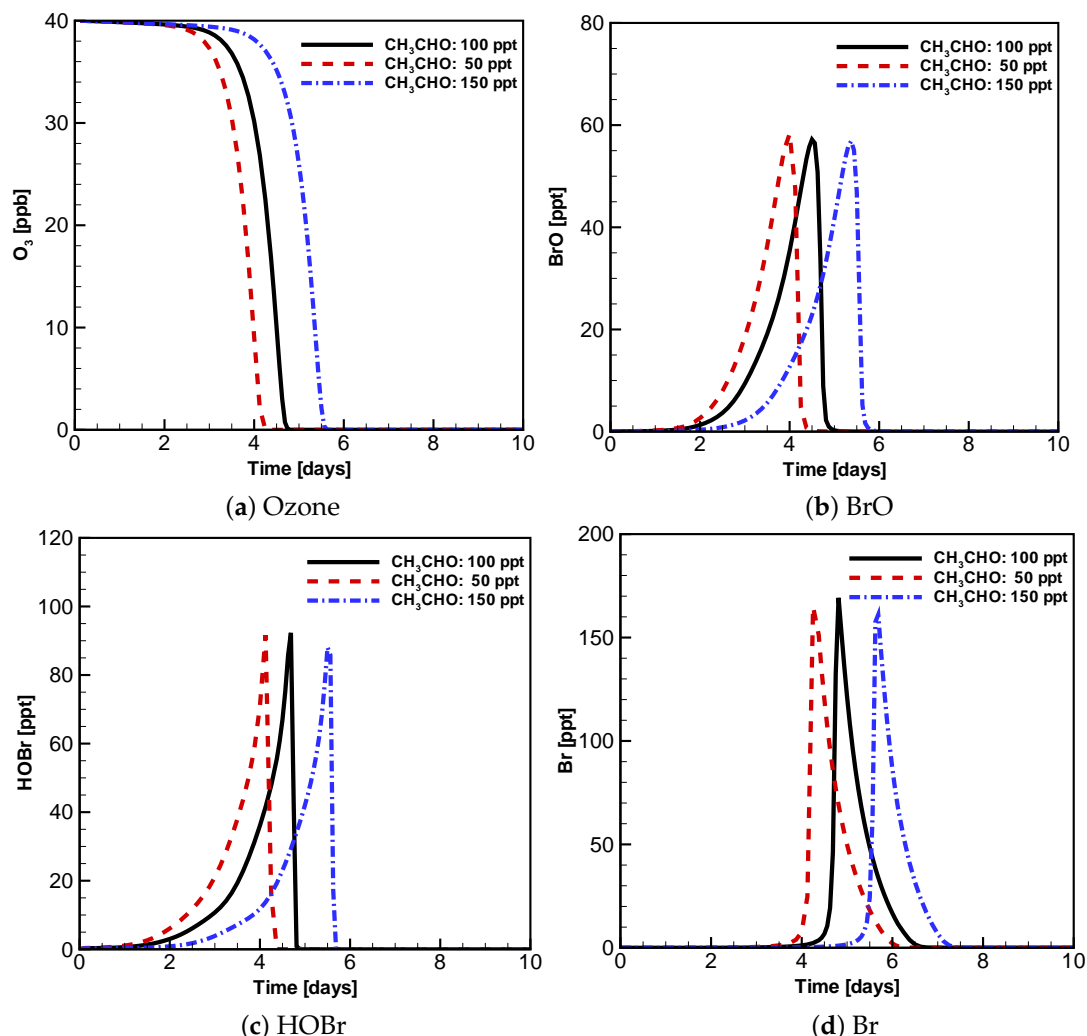 40
30
20
10
0
O₃ [ppb]
CH₃CHO: 100 ppt
CH₃CHO: 50 ppt
CH₃CHO: 150 ppt
0 2 4 6 8 10
Time [days]
(a) Ozone
80
60
40
20
0
BrO [ppt]
CH₃CHO: 100 ppt
CH₃CHO: 50 ppt
CH₃CHO: 150 ppt
0 2 4 6 8 10
Time [days]
(b) BrO
120
100
80
60
40
20
0
HOBr [ppt]
CH₃CHO: 100 ppt
CH₃CHO: 50 ppt
CH₃CHO: 150 ppt
0 2 4 6 8 10
Time [days]
(c) HOBr
200
150
100
50
0
Br [ppt]
CH₃CHO: 100 ppt
CH₃CHO: 50 ppt
CH₃CHO: 150 ppt
0 2 4 6 8 10
Time [days]
(d) Br